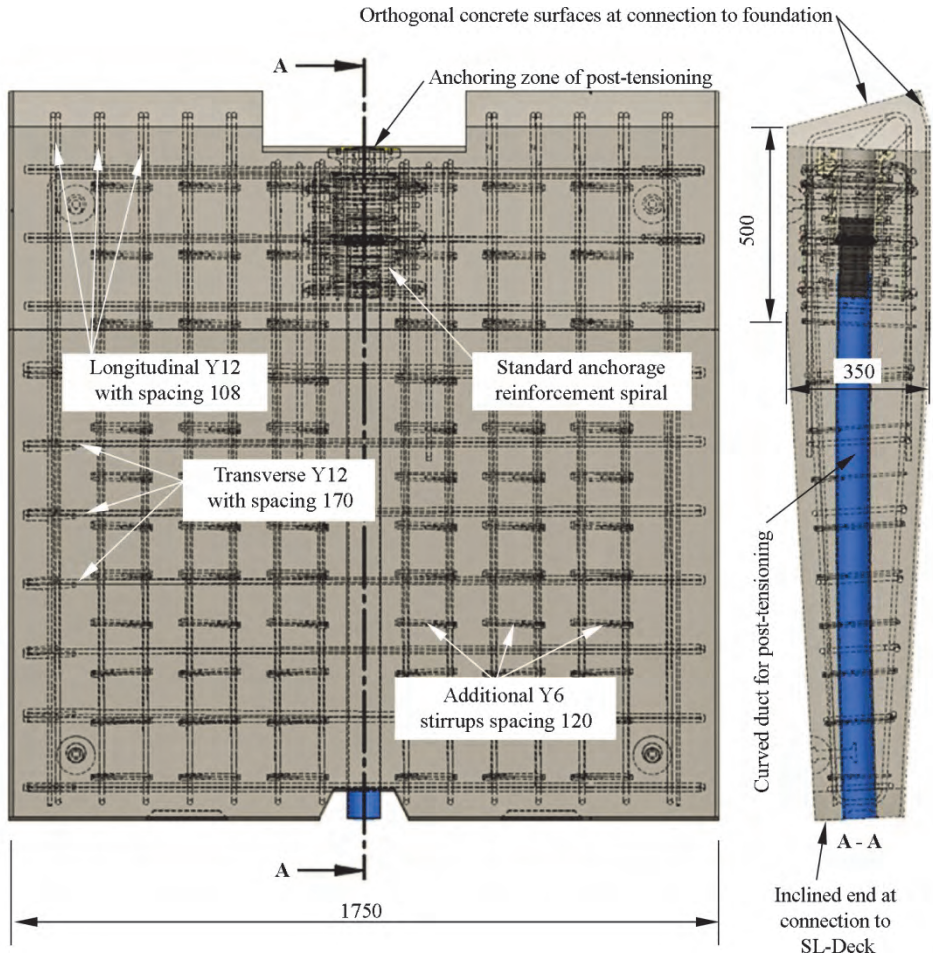 Orthogonal concrete surfaces at connection to foundation
A
Anchoring zone of post-tensioning
500
350
Longitudinal Y12
with spacing 108
Standard anchorage
reinforcement spiral
Transverse Y12
with spacing 170
Curved duct for post-tensioning
Additional Y6
stirrups spacing 120
A - A
A
Inclined end at
connection to
SL-Deck
1750